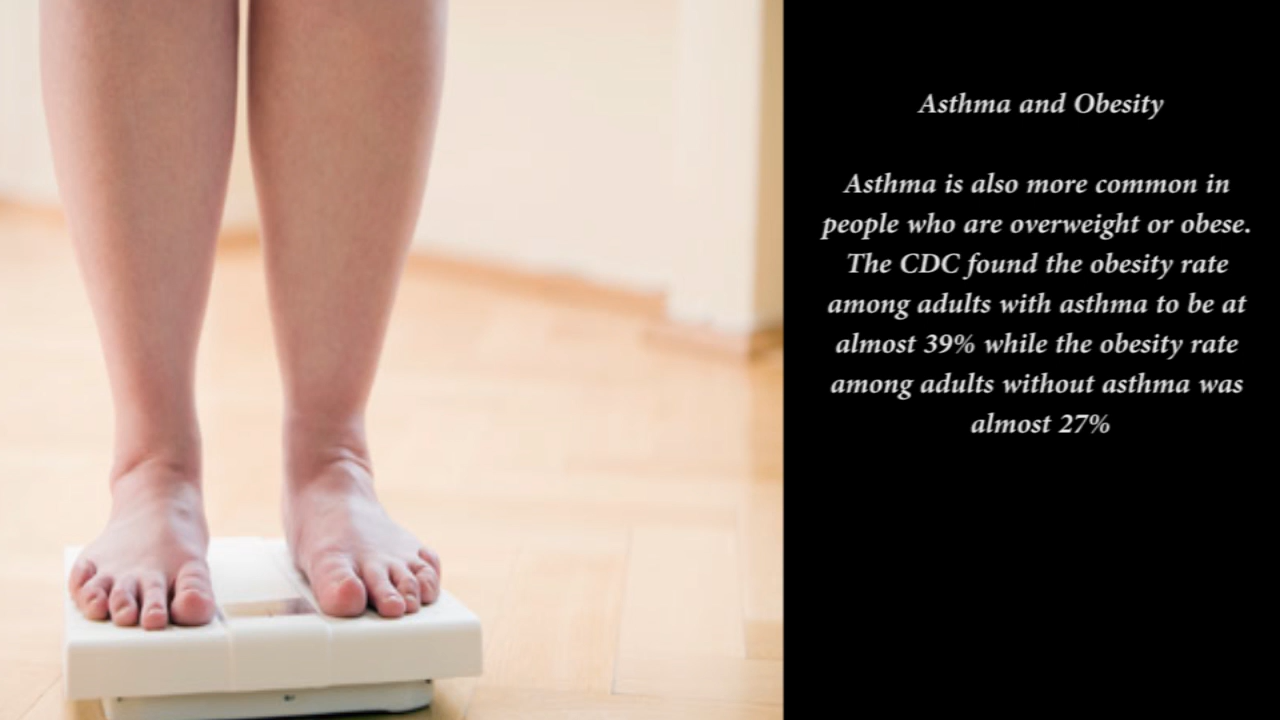 Asthma and Obesity
Asthma is also more common in
people who are overweight or obese.
The CDC found the obesity rate
among adults with asthma to be at
almost 39% while the obesity rate
among adults without asthma was
almost 27%